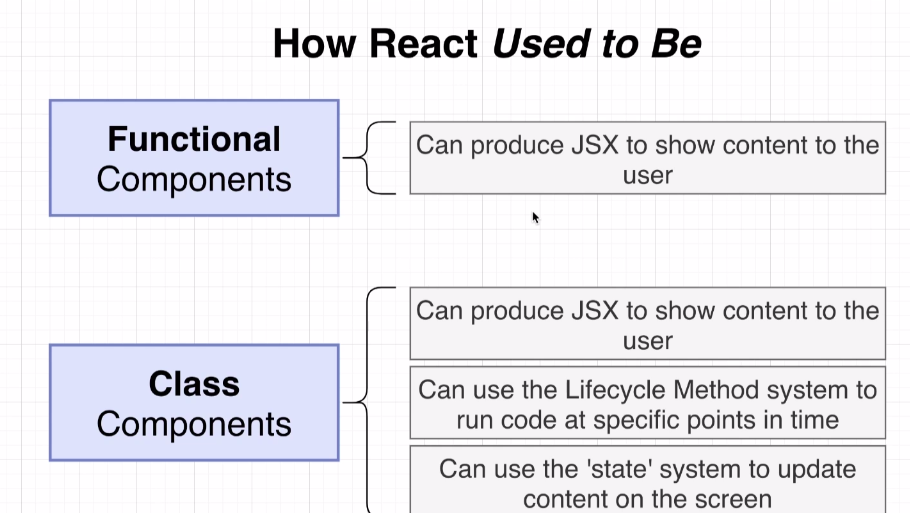 How React Used to Be
Functional
Components
Can produce JSX to show content to the
user
Class
Components
Can produce JSX to show content to the
user
Can use the Lifecycle Method system to
run code at specific points in time
Can use the 'state' system to update
content on the screen